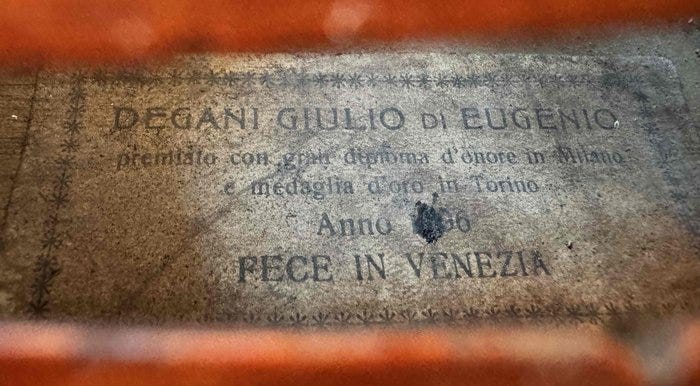 DEGANI GIULIO DI EUGENIO
premiato con gran diploma d'onore in Milano
e medaglia d'oro in Torino
Anno
FECE IN VENEZIA